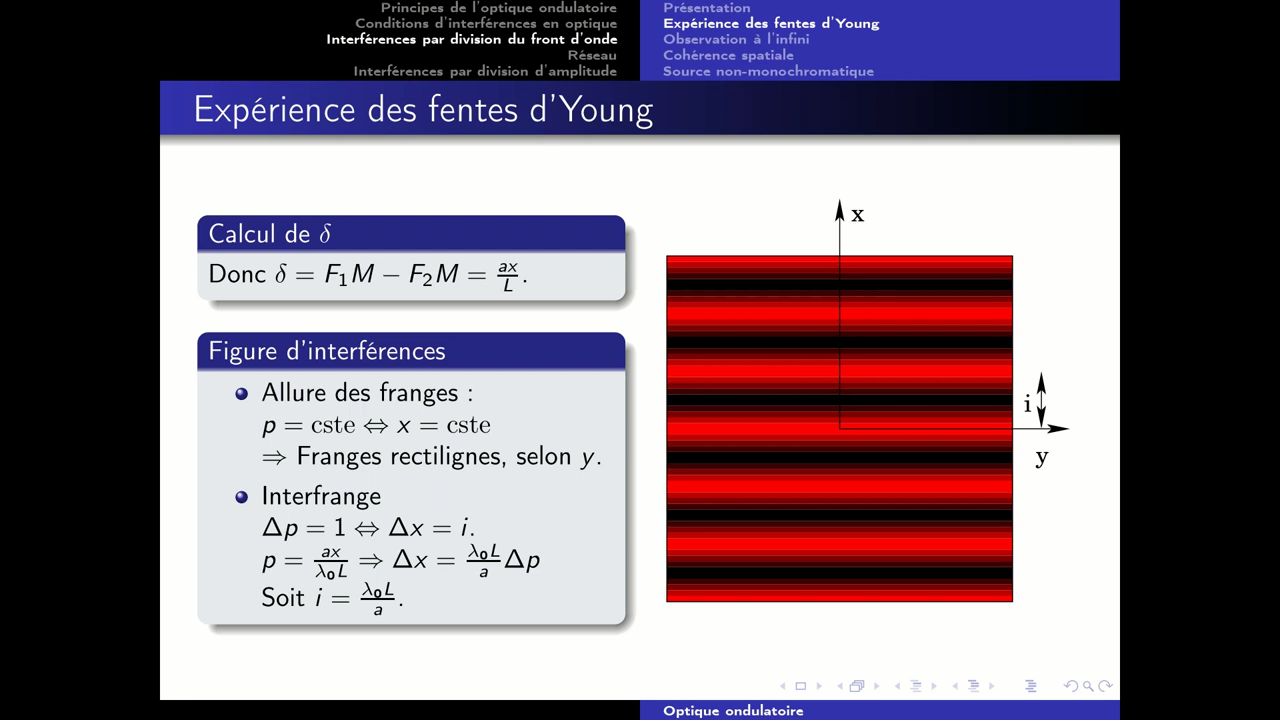 Principes de l'optique ondulatoire
Conditions d'interférences en optique
Interférences par division du front d'onde
Réseau
Interférences par division d'amplitude
Présentation
Expérience des fentes d'Young
Observation à l'infini
Cohérence spatiale
Source non-monochromatique
Expérience des fentes d'Young
Calcul de δ
Donc δ = F₁M − F₂M = ax/L.
Figure d'interférences
Allure des franges :
p = cste ⇔ x = cste
⇒ Franges rectilignes, selon y.
Interfrange
Δp = 1 ⇔ Δx = i.
p = ax/λ₀L ⇒ Δx = λ₀L/a Δp
Soit i = λ₀L/a.
x
i
y
Optique ondulatoire